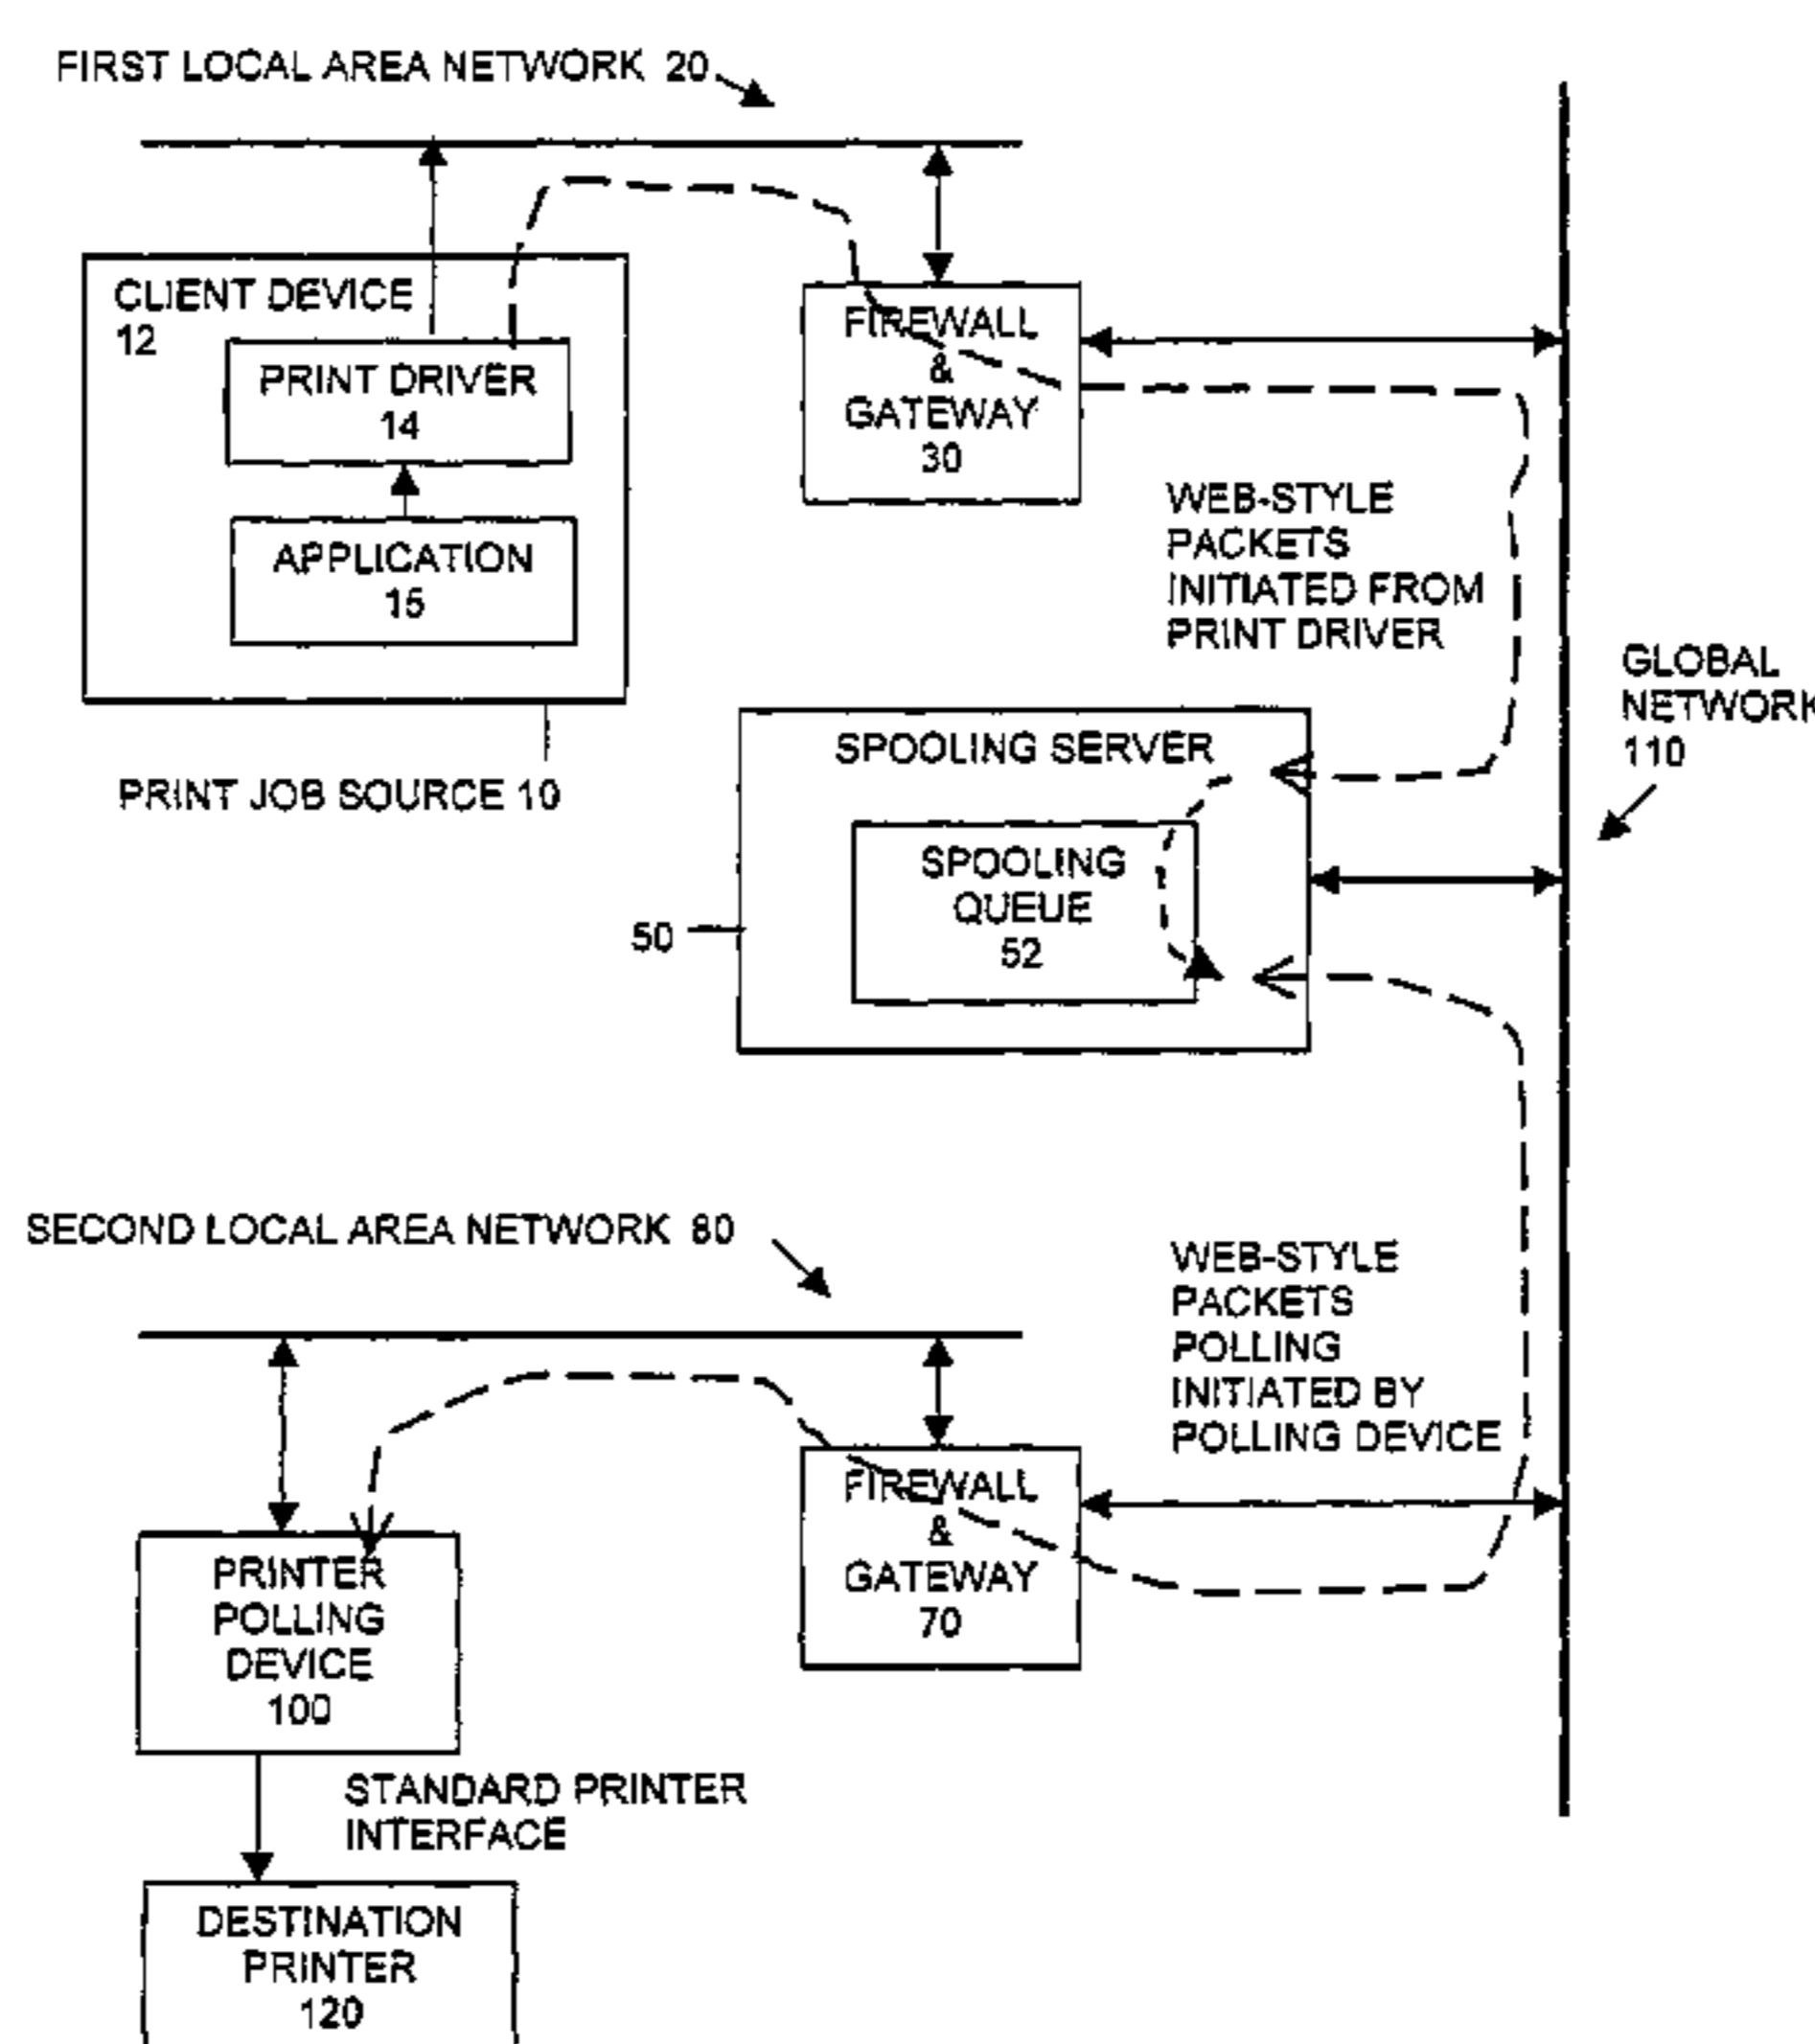 FIRST LOCAL AREA NETWORK 20
CLIENT DEVICE
12
PRINT DRIVER
14
APPLICATION
15
PRINT JOB SOURCE 10
FIREWALL
&
GATEWAY
30
WEB-STYLE
PACKETS
INITIATED FROM
PRINT DRIVER
GLOBAL
NETWORK
110
SPOOLING SERVER
SPOOLING
QUEUE
52
50
SECOND LOCAL AREA NETWORK 80
WEB-STYLE
PACKETS
POLLING
INITIATED BY
POLLING DEVICE
FIREWALL
&
GATEWAY
70
PRINTER
POLLING
DEVICE
100
STANDARD PRINTER
INTERFACE
DESTINATION
PRINTER
120